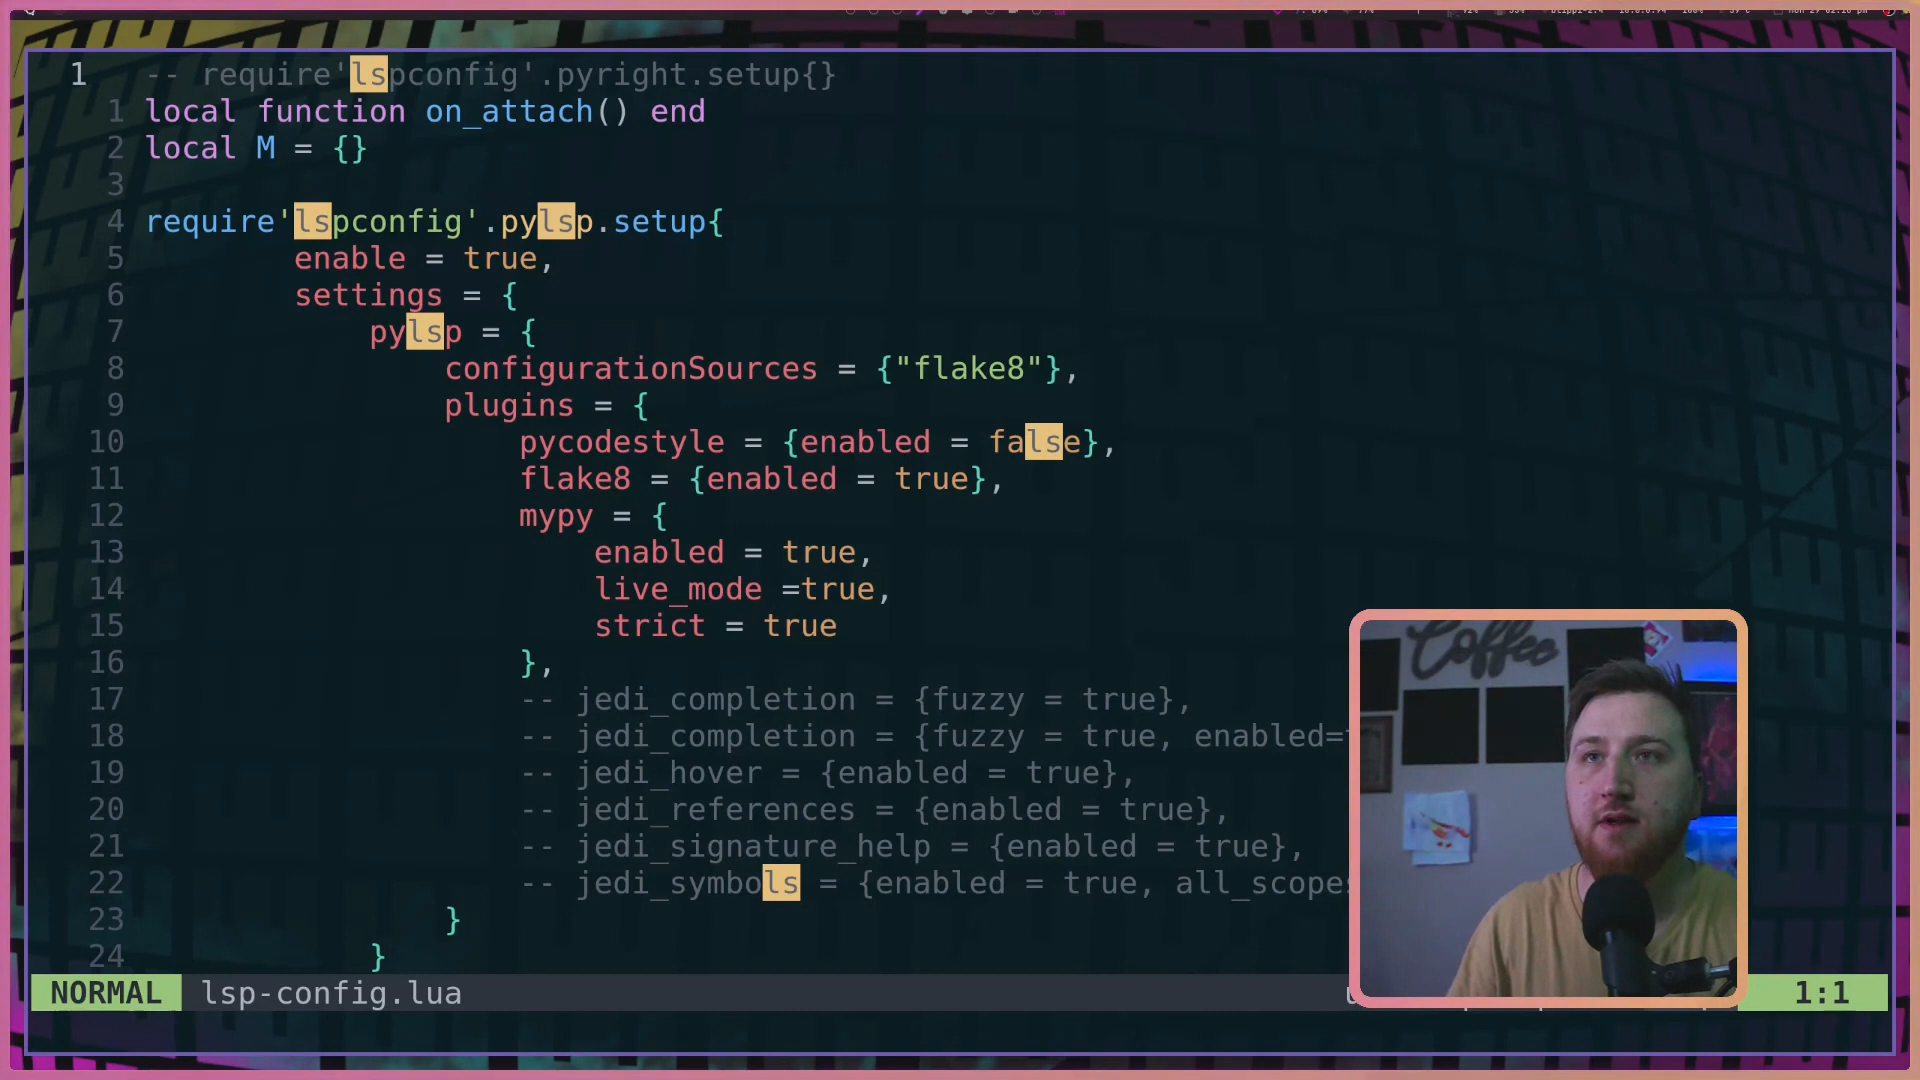 1 -- require'lspconfig'.pyright.setup{}
1 local function on_attach() end
2 local M = {}
3
4 require'lspconfig'.pylsp.setup{
5 enable = true,
6 settings = {
7 pylsp = {
8 configurationSources = {"flake8"},
9 plugins = {
10 pycodestyle = {enabled = false},
11 flake8 = {enabled = true},
12 mypy = {
13 enabled = true,
14 live_mode =true,
15 strict = true
16 },
17 -- jedi_completion = {fuzzy = true},
18 -- jedi_completion = {fuzzy = true, enabled=
19 -- jedi_hover = {enabled = true},
20 -- jedi_references = {enabled = true},
21 -- jedi_signature_help = {enabled = true},
22 -- jedi_symbols = {enabled = true, all_scopes
23 }
24 }
Coffee
NORMAL lsp-config.lua 1:1